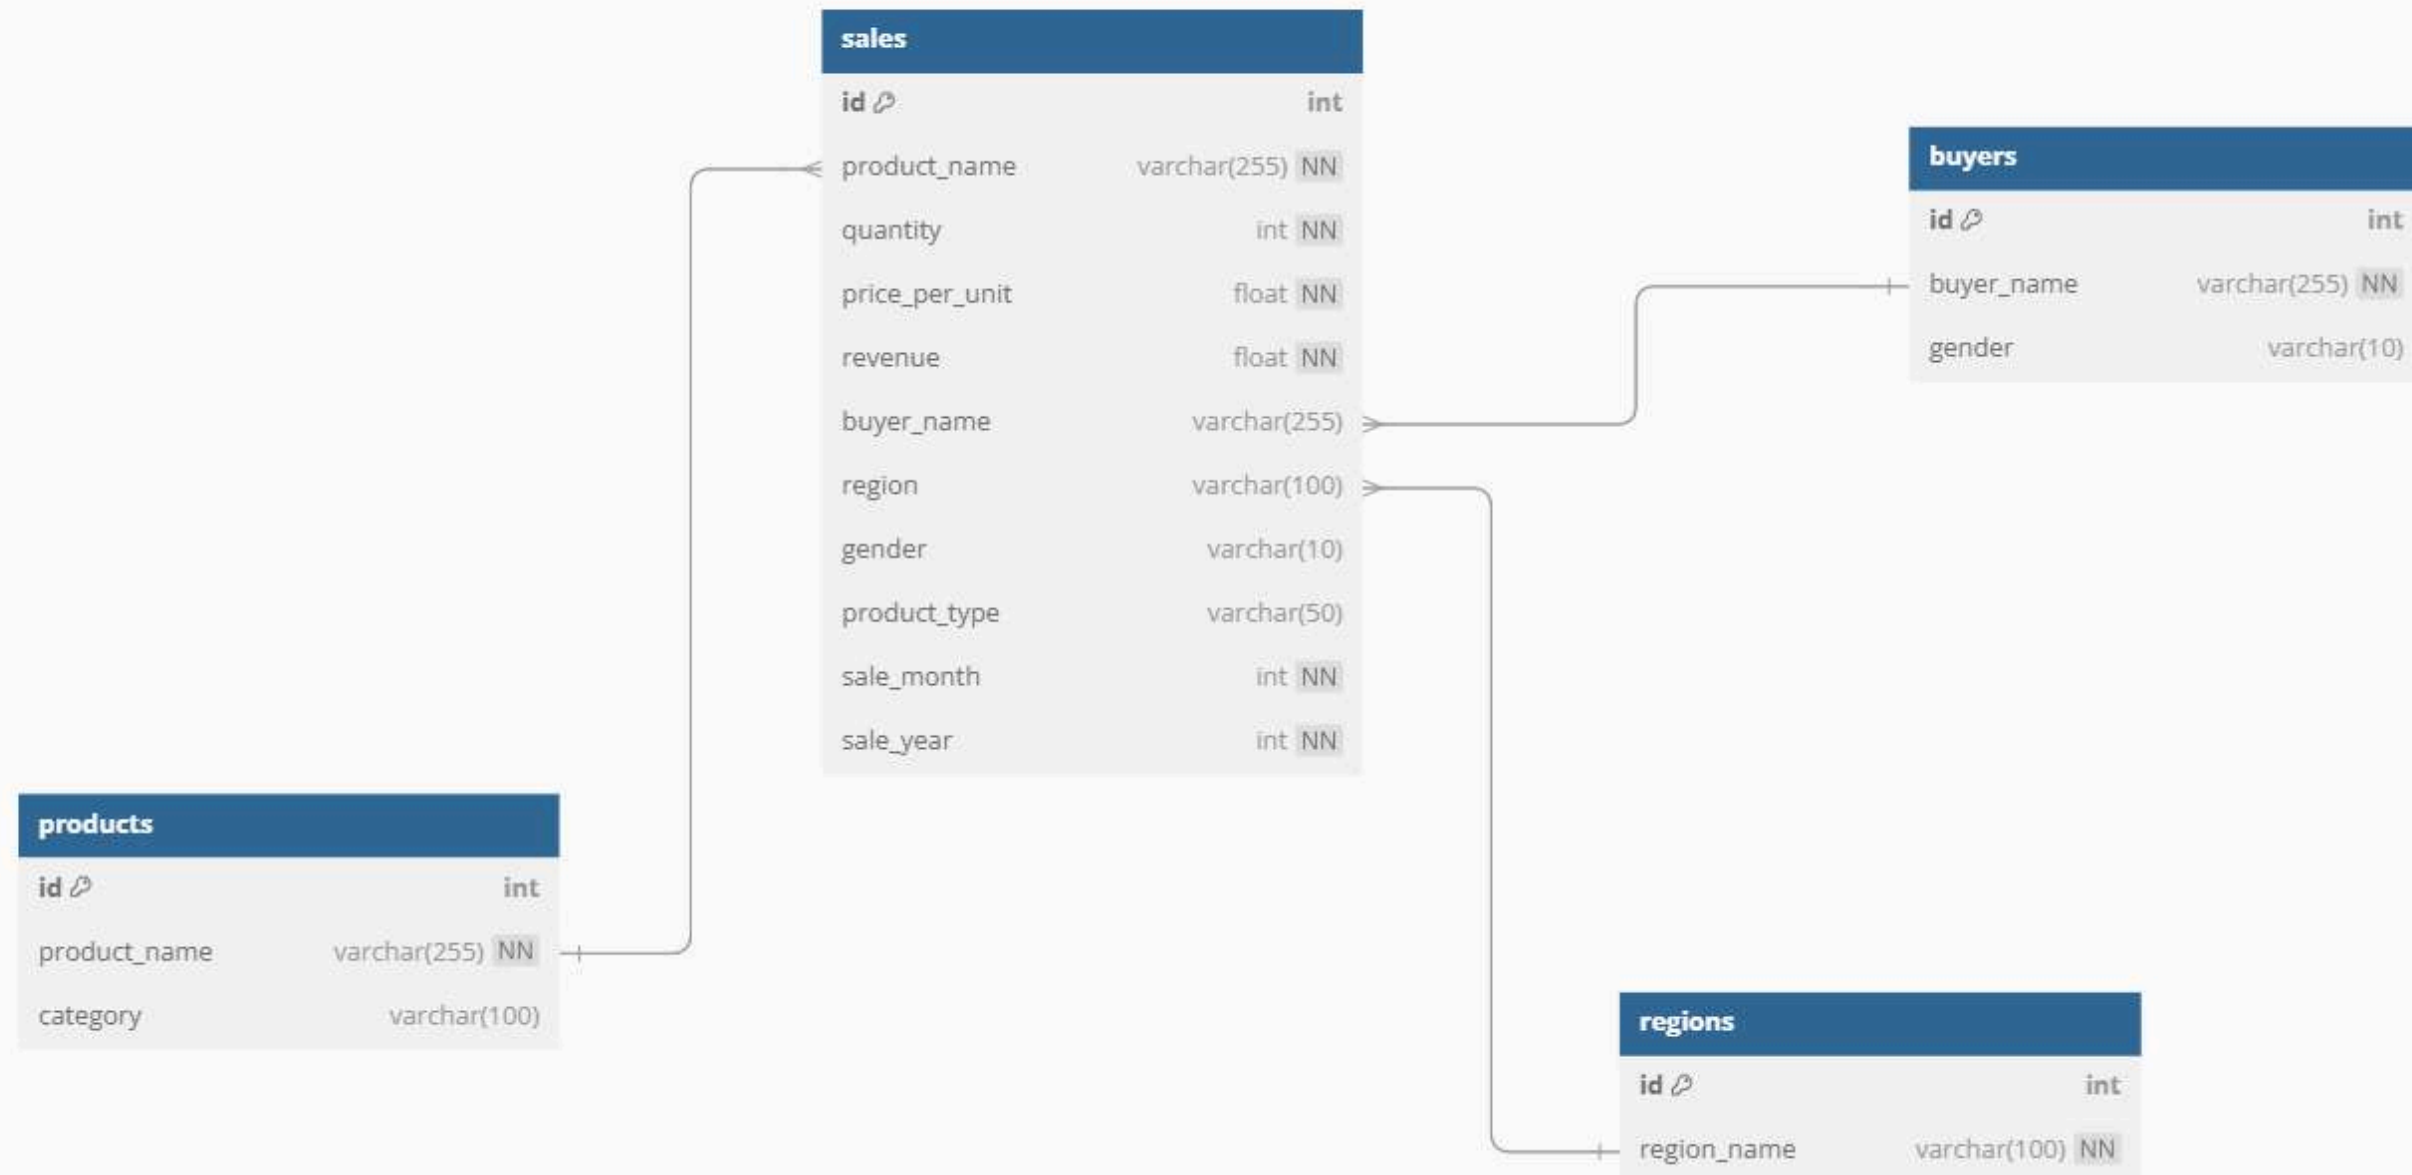 sales
id int
product_name varchar(255) NN
quantity int NN
price_per_unit float NN
revenue float NN
buyer_name varchar(255)
region varchar(100)
gender varchar(10)
product_type varchar(50)
sale_month int NN
sale_year int NN
buyers
id int
buyer_name varchar(255) NN
gender varchar(10)
products
id int
product_name varchar(255) NN
category varchar(100)
regions
id int
region_name varchar(100) NN